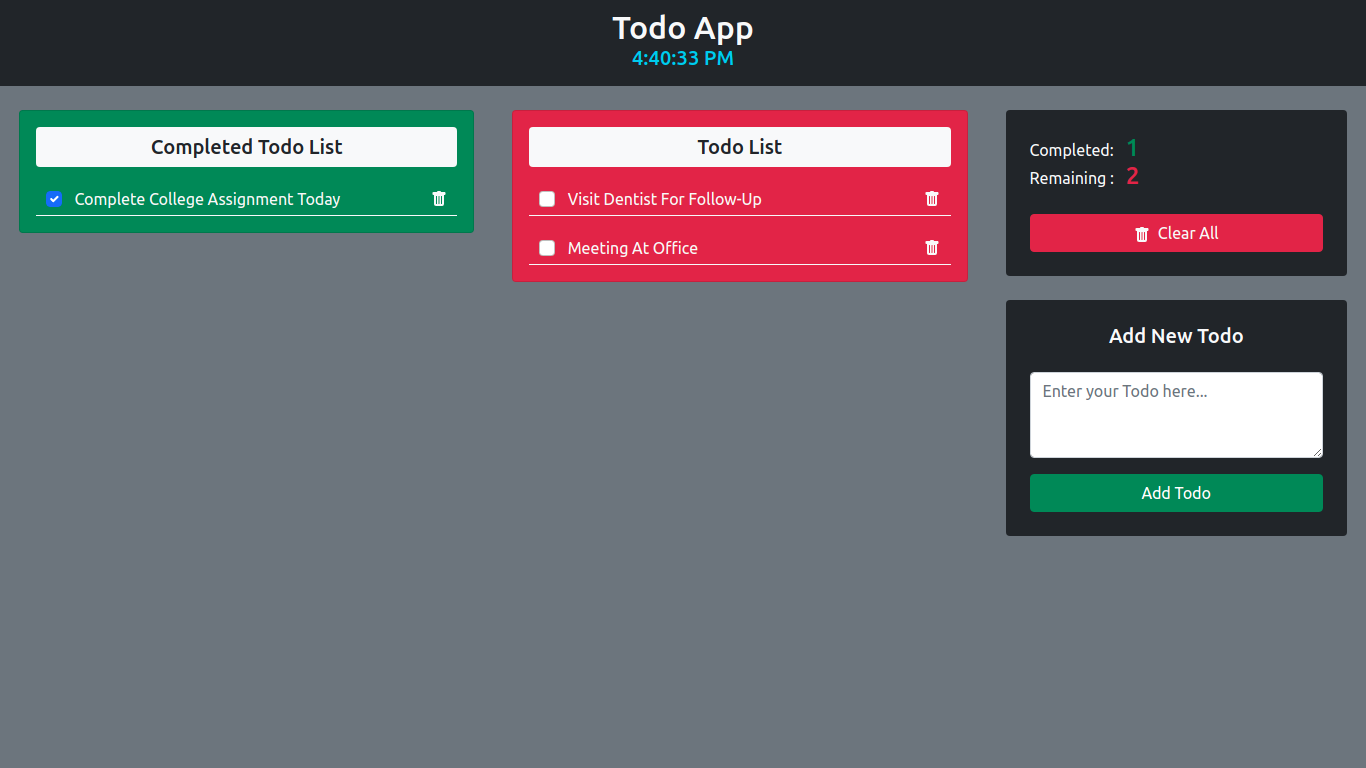 Todo App
4:40:33 PM
Completed Todo List
Complete College Assignment Today
Todo List
Visit Dentist For Follow-Up
Meeting At Office
Completed: 1
Remaining : 2
Clear All
Add New Todo
Enter your Todo here...
Add Todo